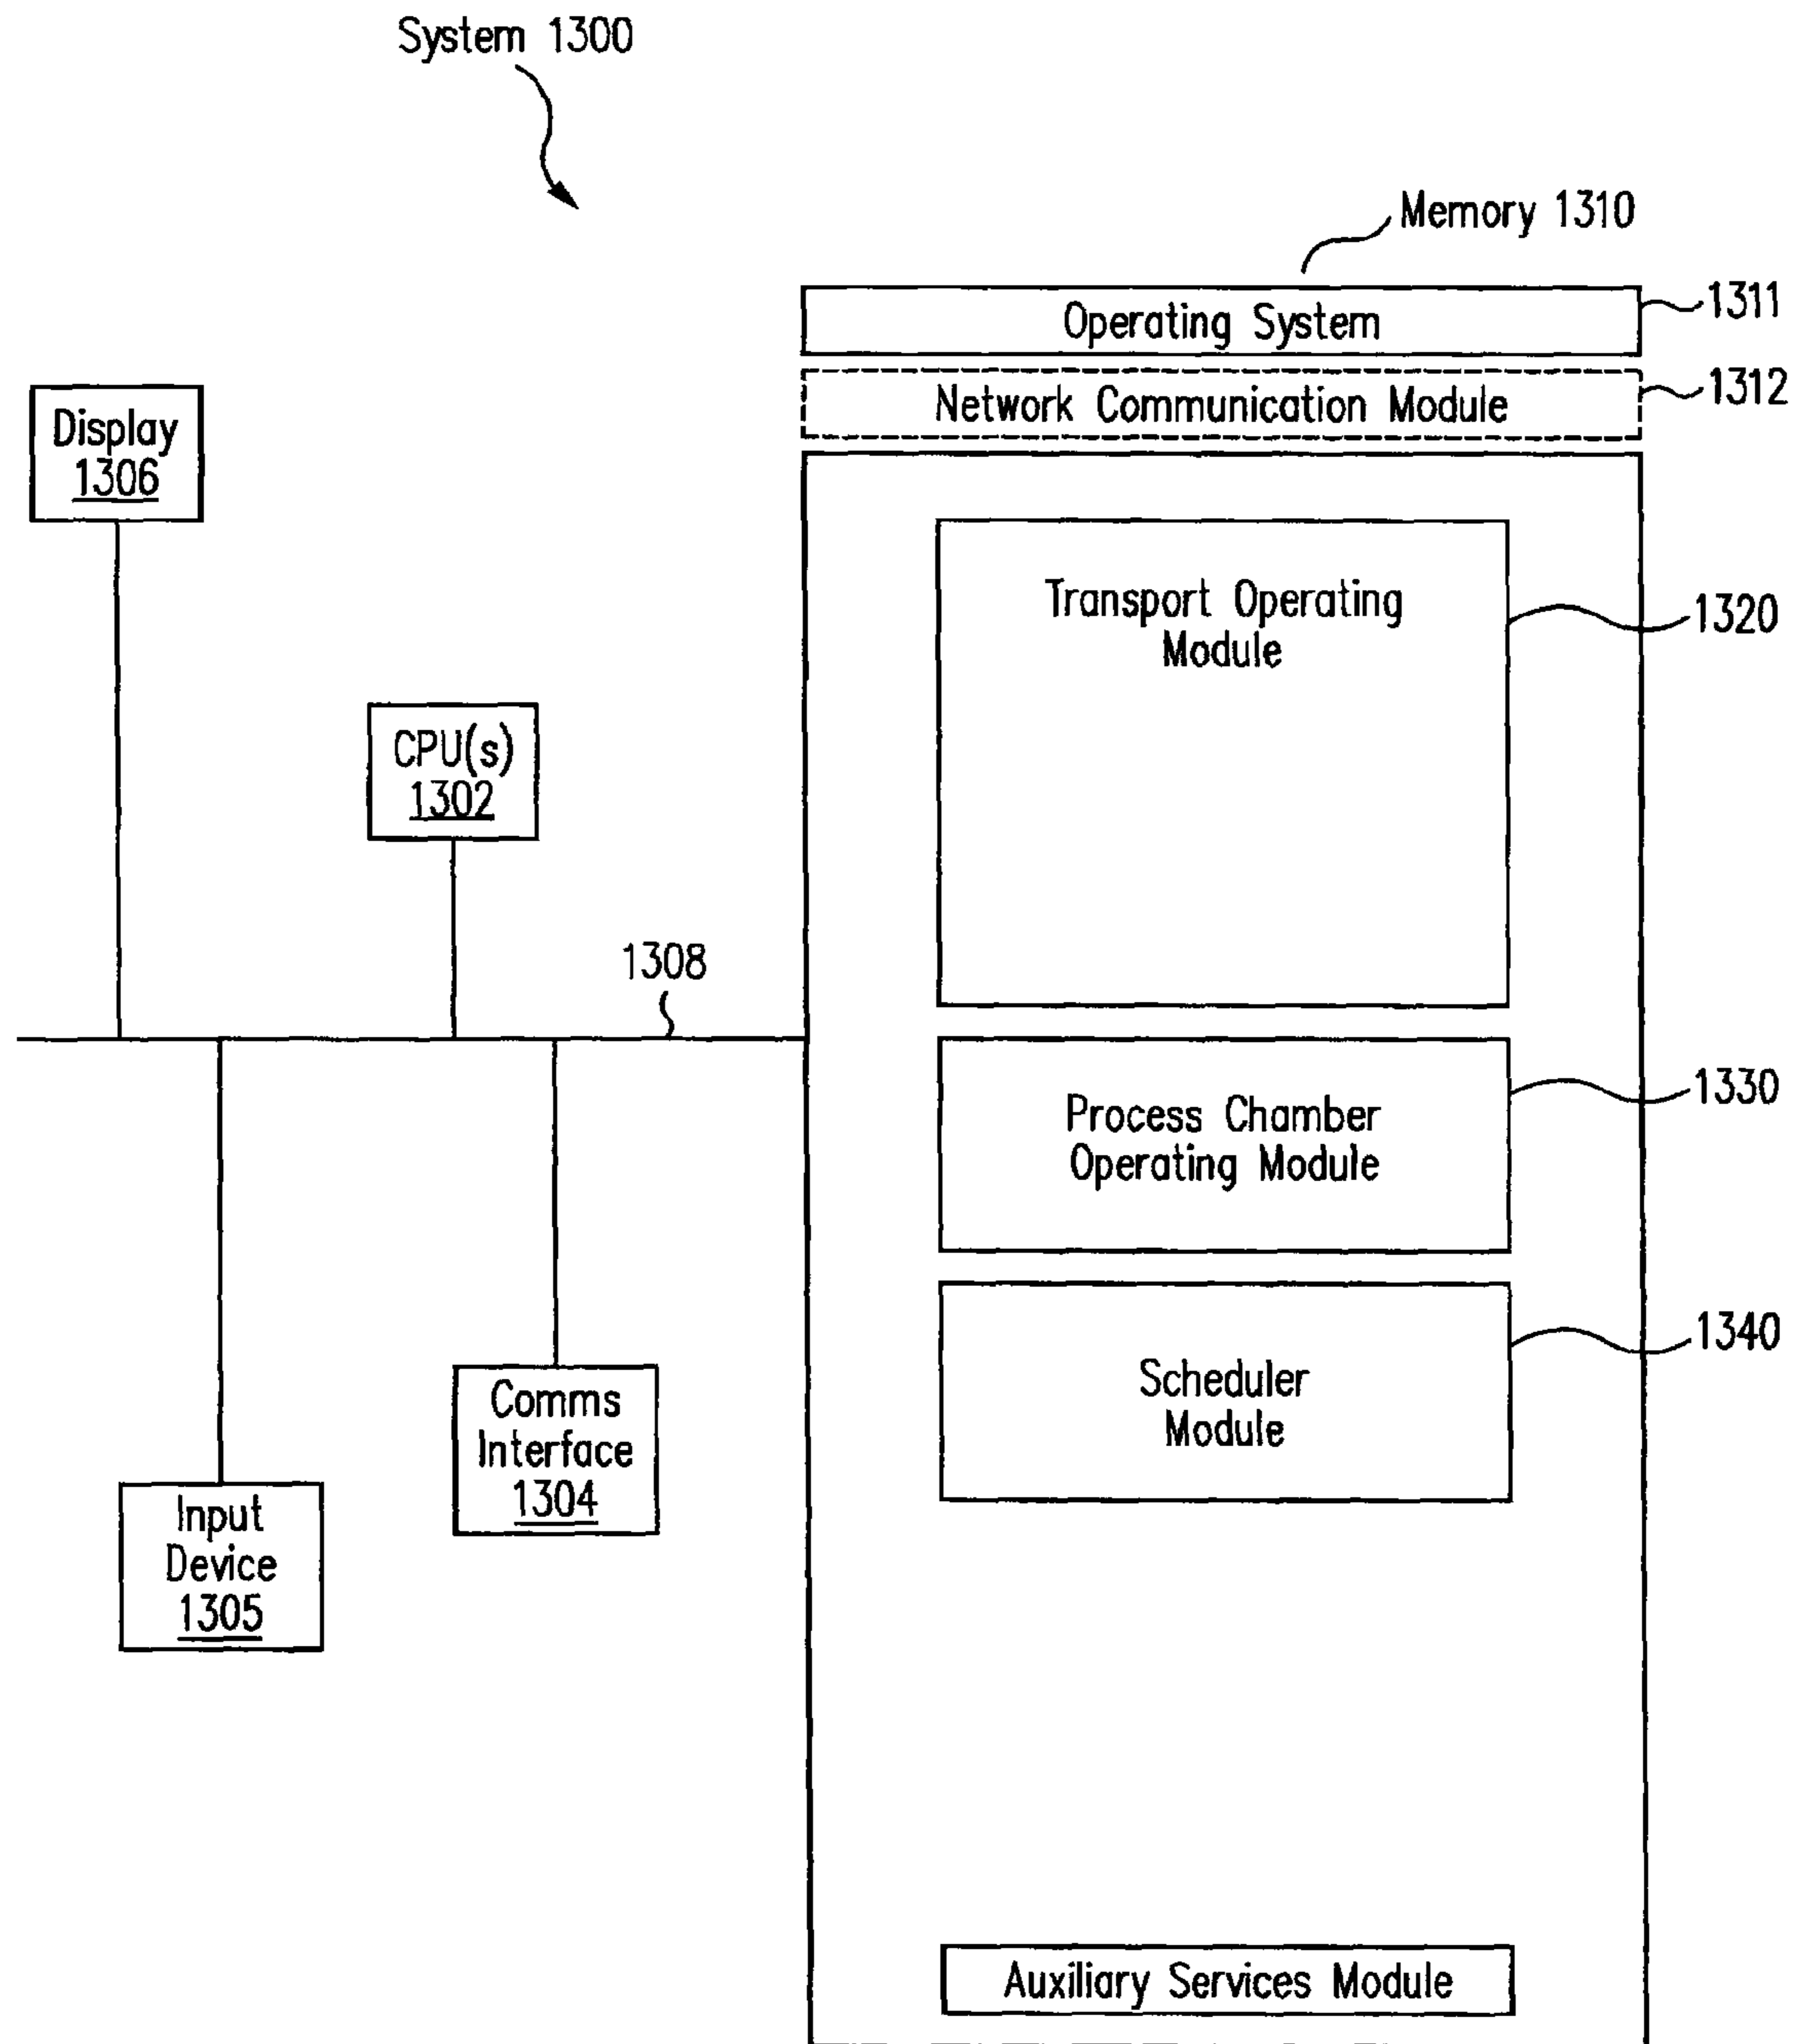 System 1300
Memory 1310
Operating System
1311
Network Communication Module
1312
Display
1306
Transport Operating
Module
1320
CPU(s)
1302
1308
Process Chamber
Operating Module
1330
Scheduler
Module
1340
Comms
Interface
1304
Input
Device
1305
Auxiliary Services Module